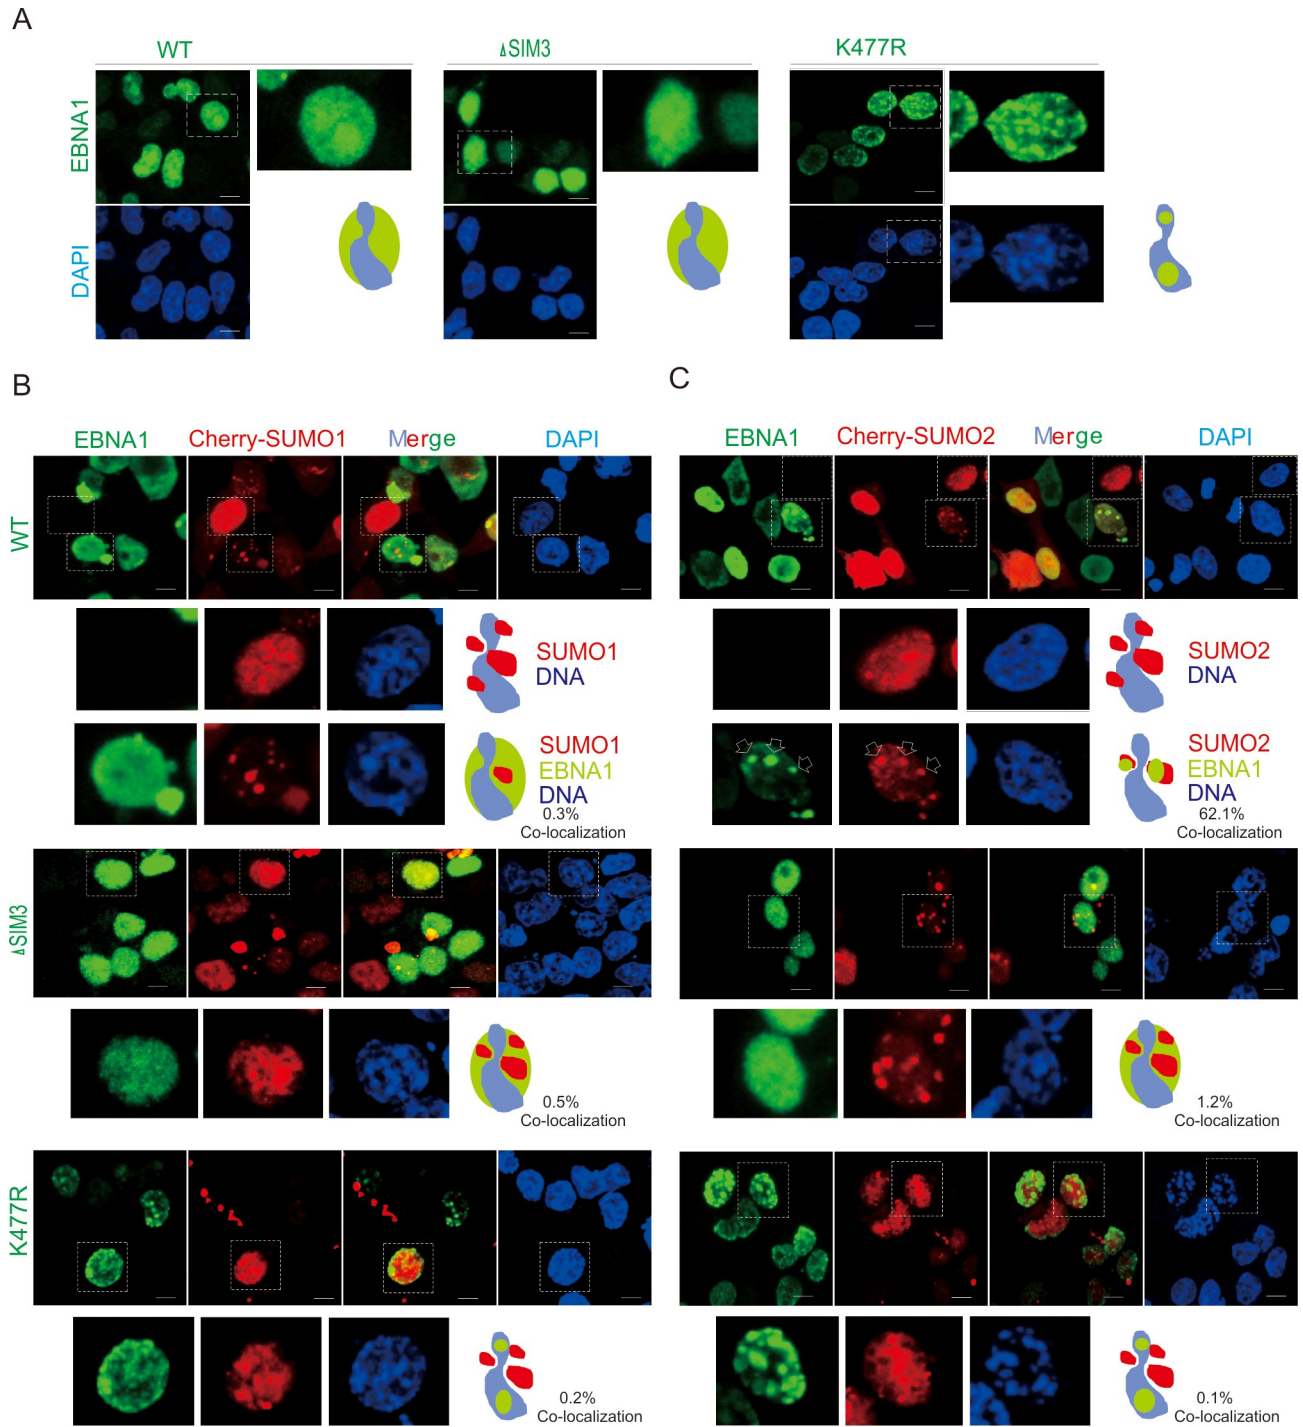 A
WT
ΔSIM3
K477R
EBNA1
DAPI
B
C
EBNA1
Cherry-SUMO1
Merge
DAPI
EBNA1
Cherry-SUMO2
Merge
DAPI
WT
SUMO1
DNA
SUMO2
DNA
SUMO1
EBNA1
DNA
0.3%
Co-localization
SUMO2
EBNA1
DNA
62.1%
Co-localization
ΔSIM3
0.5%
Co-localization
1.2%
Co-localization
K477R
0.2%
Co-localization
0.1%
Co-localization